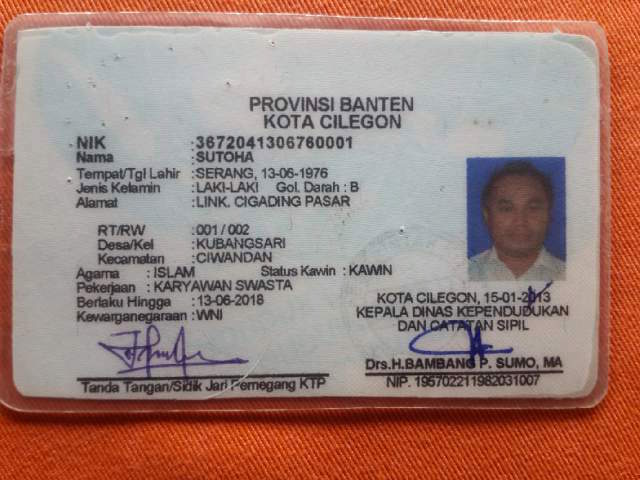 PROVINSI BANTEN
KOTA CILEGON
NIK :3672041306760001
Nama :SUTOHA
Tempat/Tgl Lahir :SERANG, 13-06-1976
Jenis Kelamin :LAKI-LAKI Gol. Darah : B
Alamat :LINK. CIGADING PASAR
RT/RW :001 / 002
Desa/Kel :KUBANGSARI
Kecamatan :CIWANDAN
Agama : ISLAM Status Kawin : KAWIN
Pekerjaan : KARYAWAN SWASTA
Berlaku Hingga : 13-06-2018
Kewarganegaraan : WNI
KOTA CILEGON, 15-01-2013
KEPALA DINAS KEPENDUDUKAN
DAN CATATAN SIPIL
Drs.H.BAMBANG P. SUMO, MA
NIP. 195702211982031007
Tanda Tangan/Sidik Jari Pemegang KTP